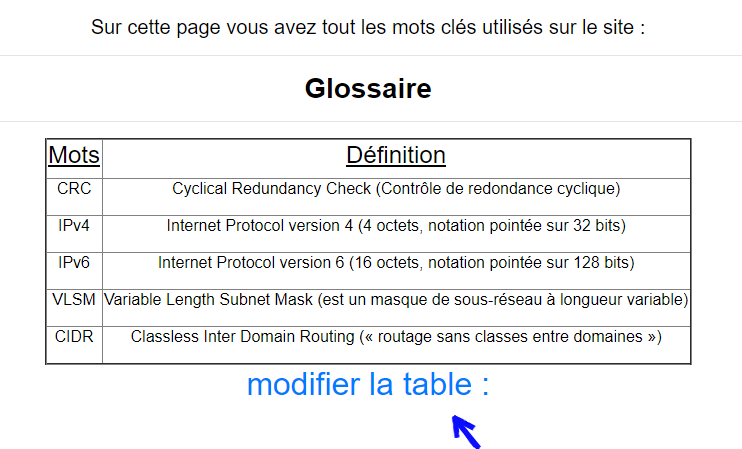 Sur cette page vous avez tout les mots clés utilisés sur le site :
Glossaire
Mots Définition
CRC Cyclical Redundancy Check (Contrôle de redondance cyclique)
IPv4 Internet Protocol version 4 (4 octets, notation pointée sur 32 bits)
IPv6 Internet Protocol version 6 (16 octets, notation pointée sur 128 bits)
VLSM Variable Length Subnet Mask (est un masque de sous-réseau à longueur variable)
CIDR Classless Inter Domain Routing (« routage sans classes entre domaines »)
modifier la table :